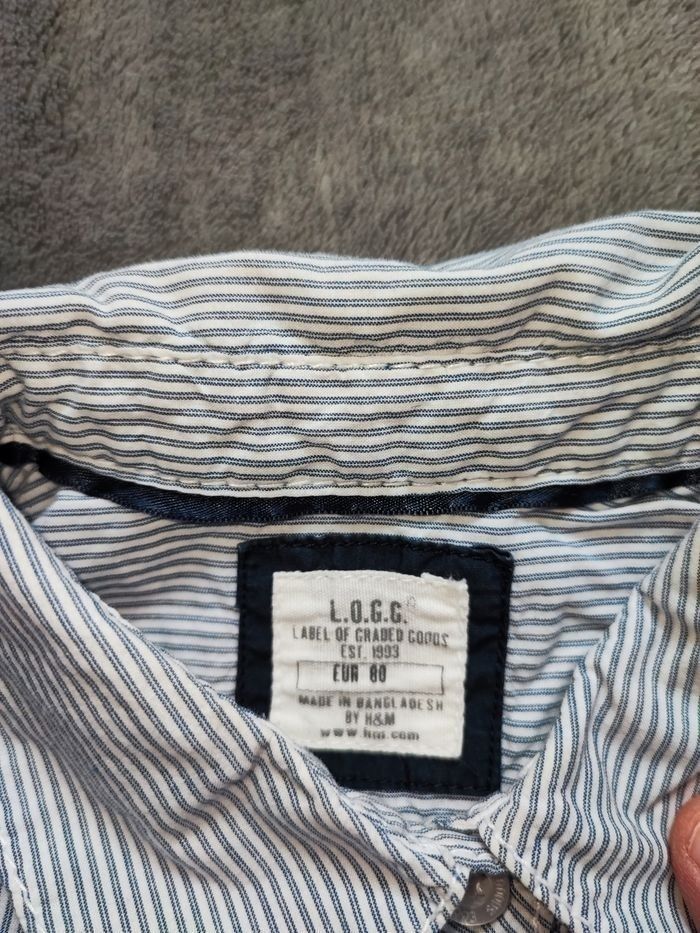 L.O.G.G.®
LABEL OF GRADED GOODS
EST. 1993
EUR 80
MADE IN BANGLADESH
BY H&M
www.hm.com